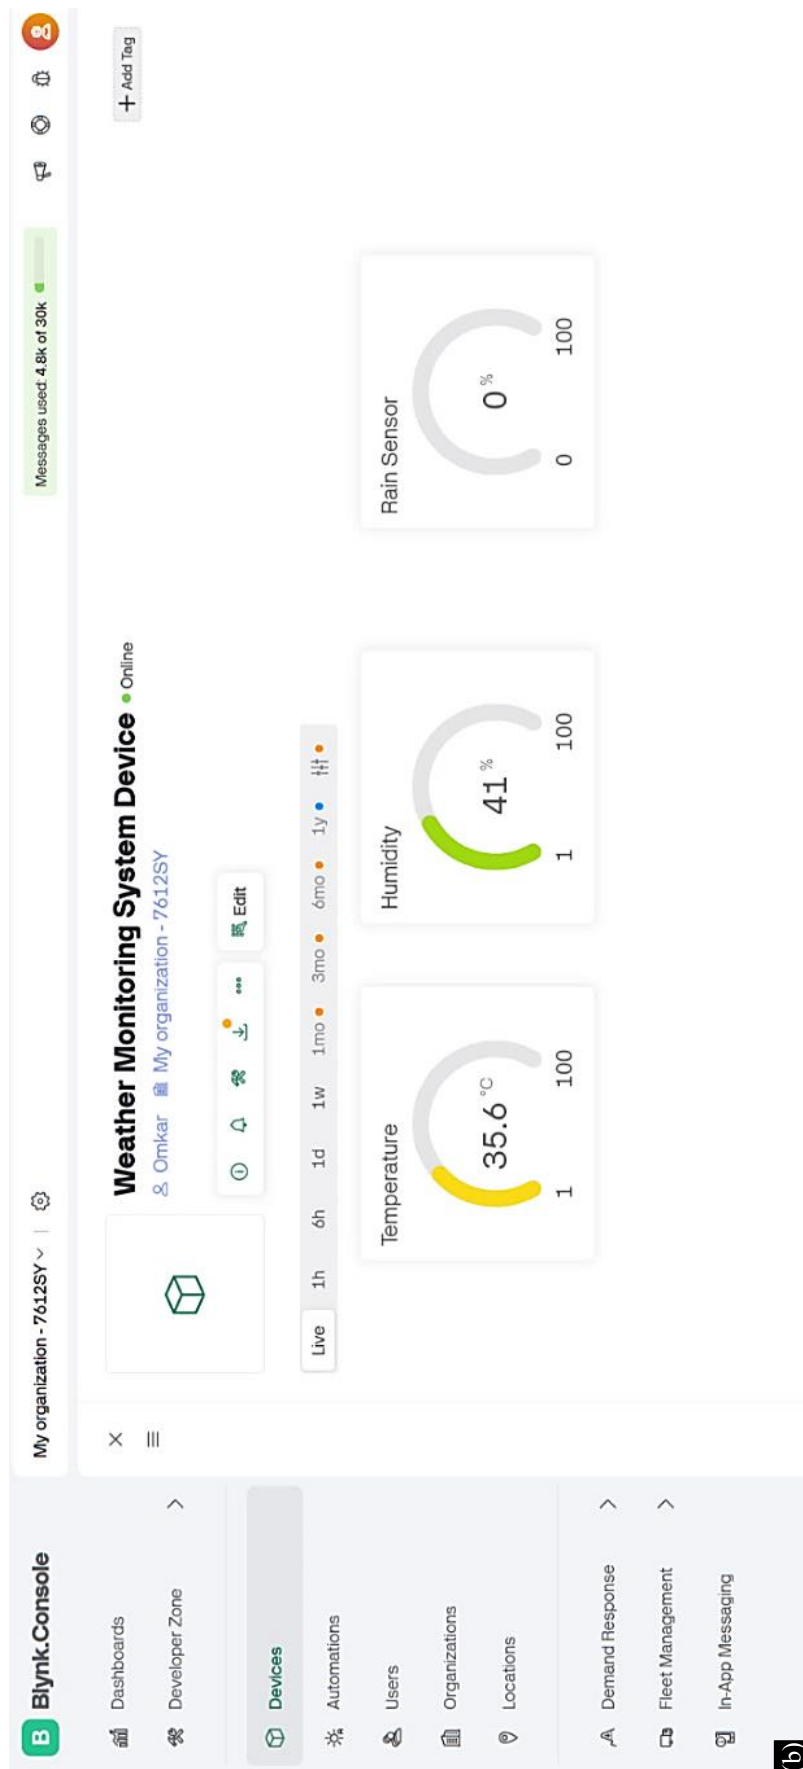 Blynk.Console
My organization - 7612SY
Messages used: 4.8k of 30k
Dashboards
Developer Zone
Devices
Automations
Users
Organizations
Locations
Demand Response
Fleet Management
In-App Messaging
Weather Monitoring System Device
Online
+ Add Tag
Omkar
My organization - 7612SY
Edit
Live 1h 6h 1d 1w 1mo 3mo 6mo 1y
Temperature
35.6 °C
1 100
Humidity
41 %
1 100
Rain Sensor
0 %
0 100
(b)